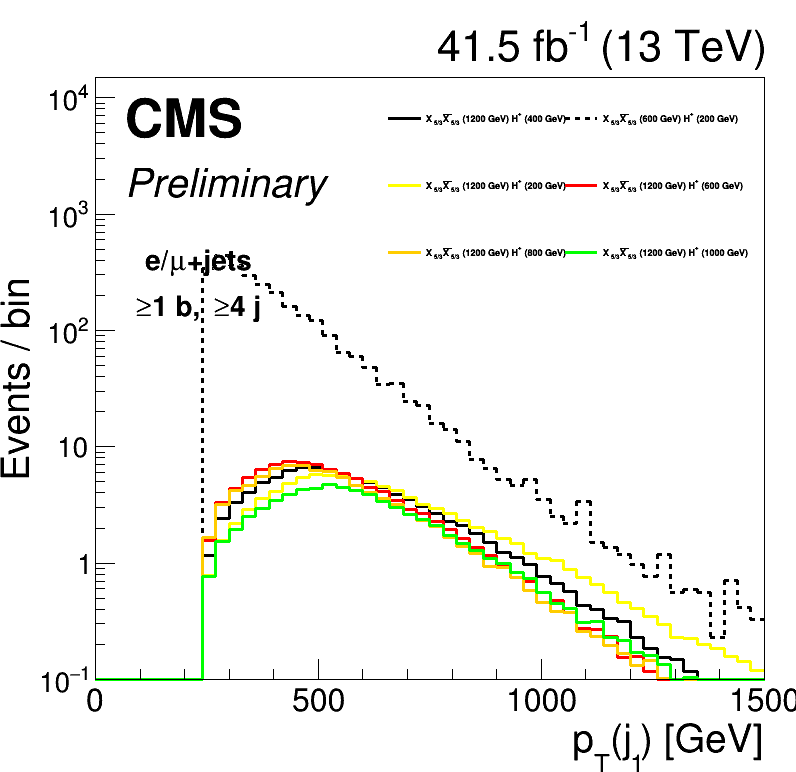 41.5 fb⁻¹ (13 TeV)
CMS
Preliminary
e/μ+jets
≥1 b, ≥4 j
X₅/₃X̅₅/₃ (1200 GeV) H⁺ (400 GeV)
X₅/₃X̅₅/₃ (600 GeV) H⁺ (200 GeV)
X₅/₃X̅₅/₃ (1200 GeV) H⁺ (200 GeV)
X₅/₃X̅₅/₃ (1200 GeV) H⁺ (600 GeV)
X₅/₃X̅₅/₃ (1200 GeV) H⁺ (800 GeV)
X₅/₃X̅₅/₃ (1200 GeV) H⁺ (1000 GeV)
Events / bin
10⁴
10³
10²
10
1
10⁻¹
0 500 1000 1500
p_T(j₁) [GeV]